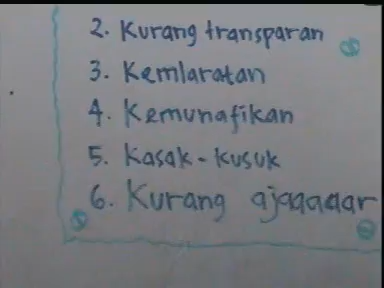 2. Kurang transparan
3. Kemlaratan
4. Kemunafikan
5. Kasak-kusuk
6. Kurang ajaaaaar